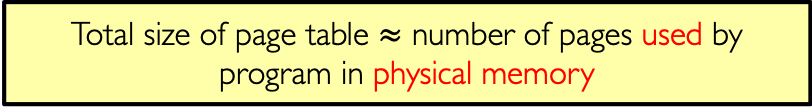 Total size of page table ≈ number of pages used by
program in physical memory